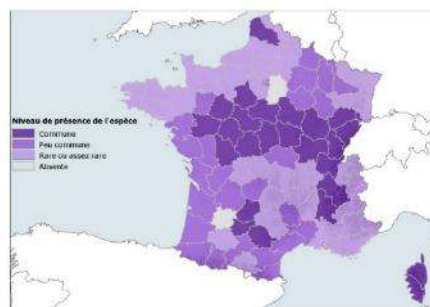 Niveau de présence de l'espèce
Commune
Peu commune
Rare ou assez rare
Absente